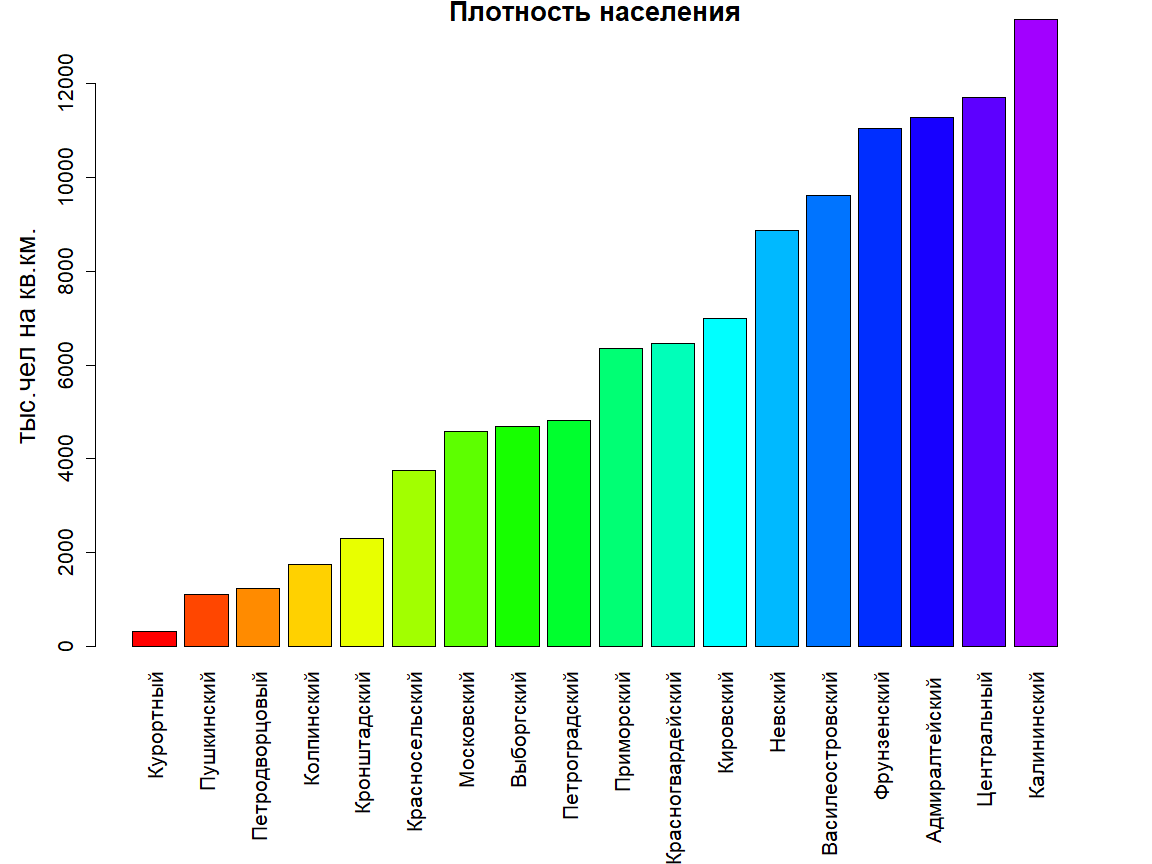 Плотность населения
тыс.чел на кв.км.
12000
10000
8000
6000
4000
2000
0
Курортный
Пушкинский
Петродворцовый
Колпинский
Кронштадский
Красносельский
Московский
Выборгский
Петроградский
Приморский
Красногвардейский
Кировский
Невский
Василеостровский
Фрунзенский
Адмиралтейский
Центральный
Калининский